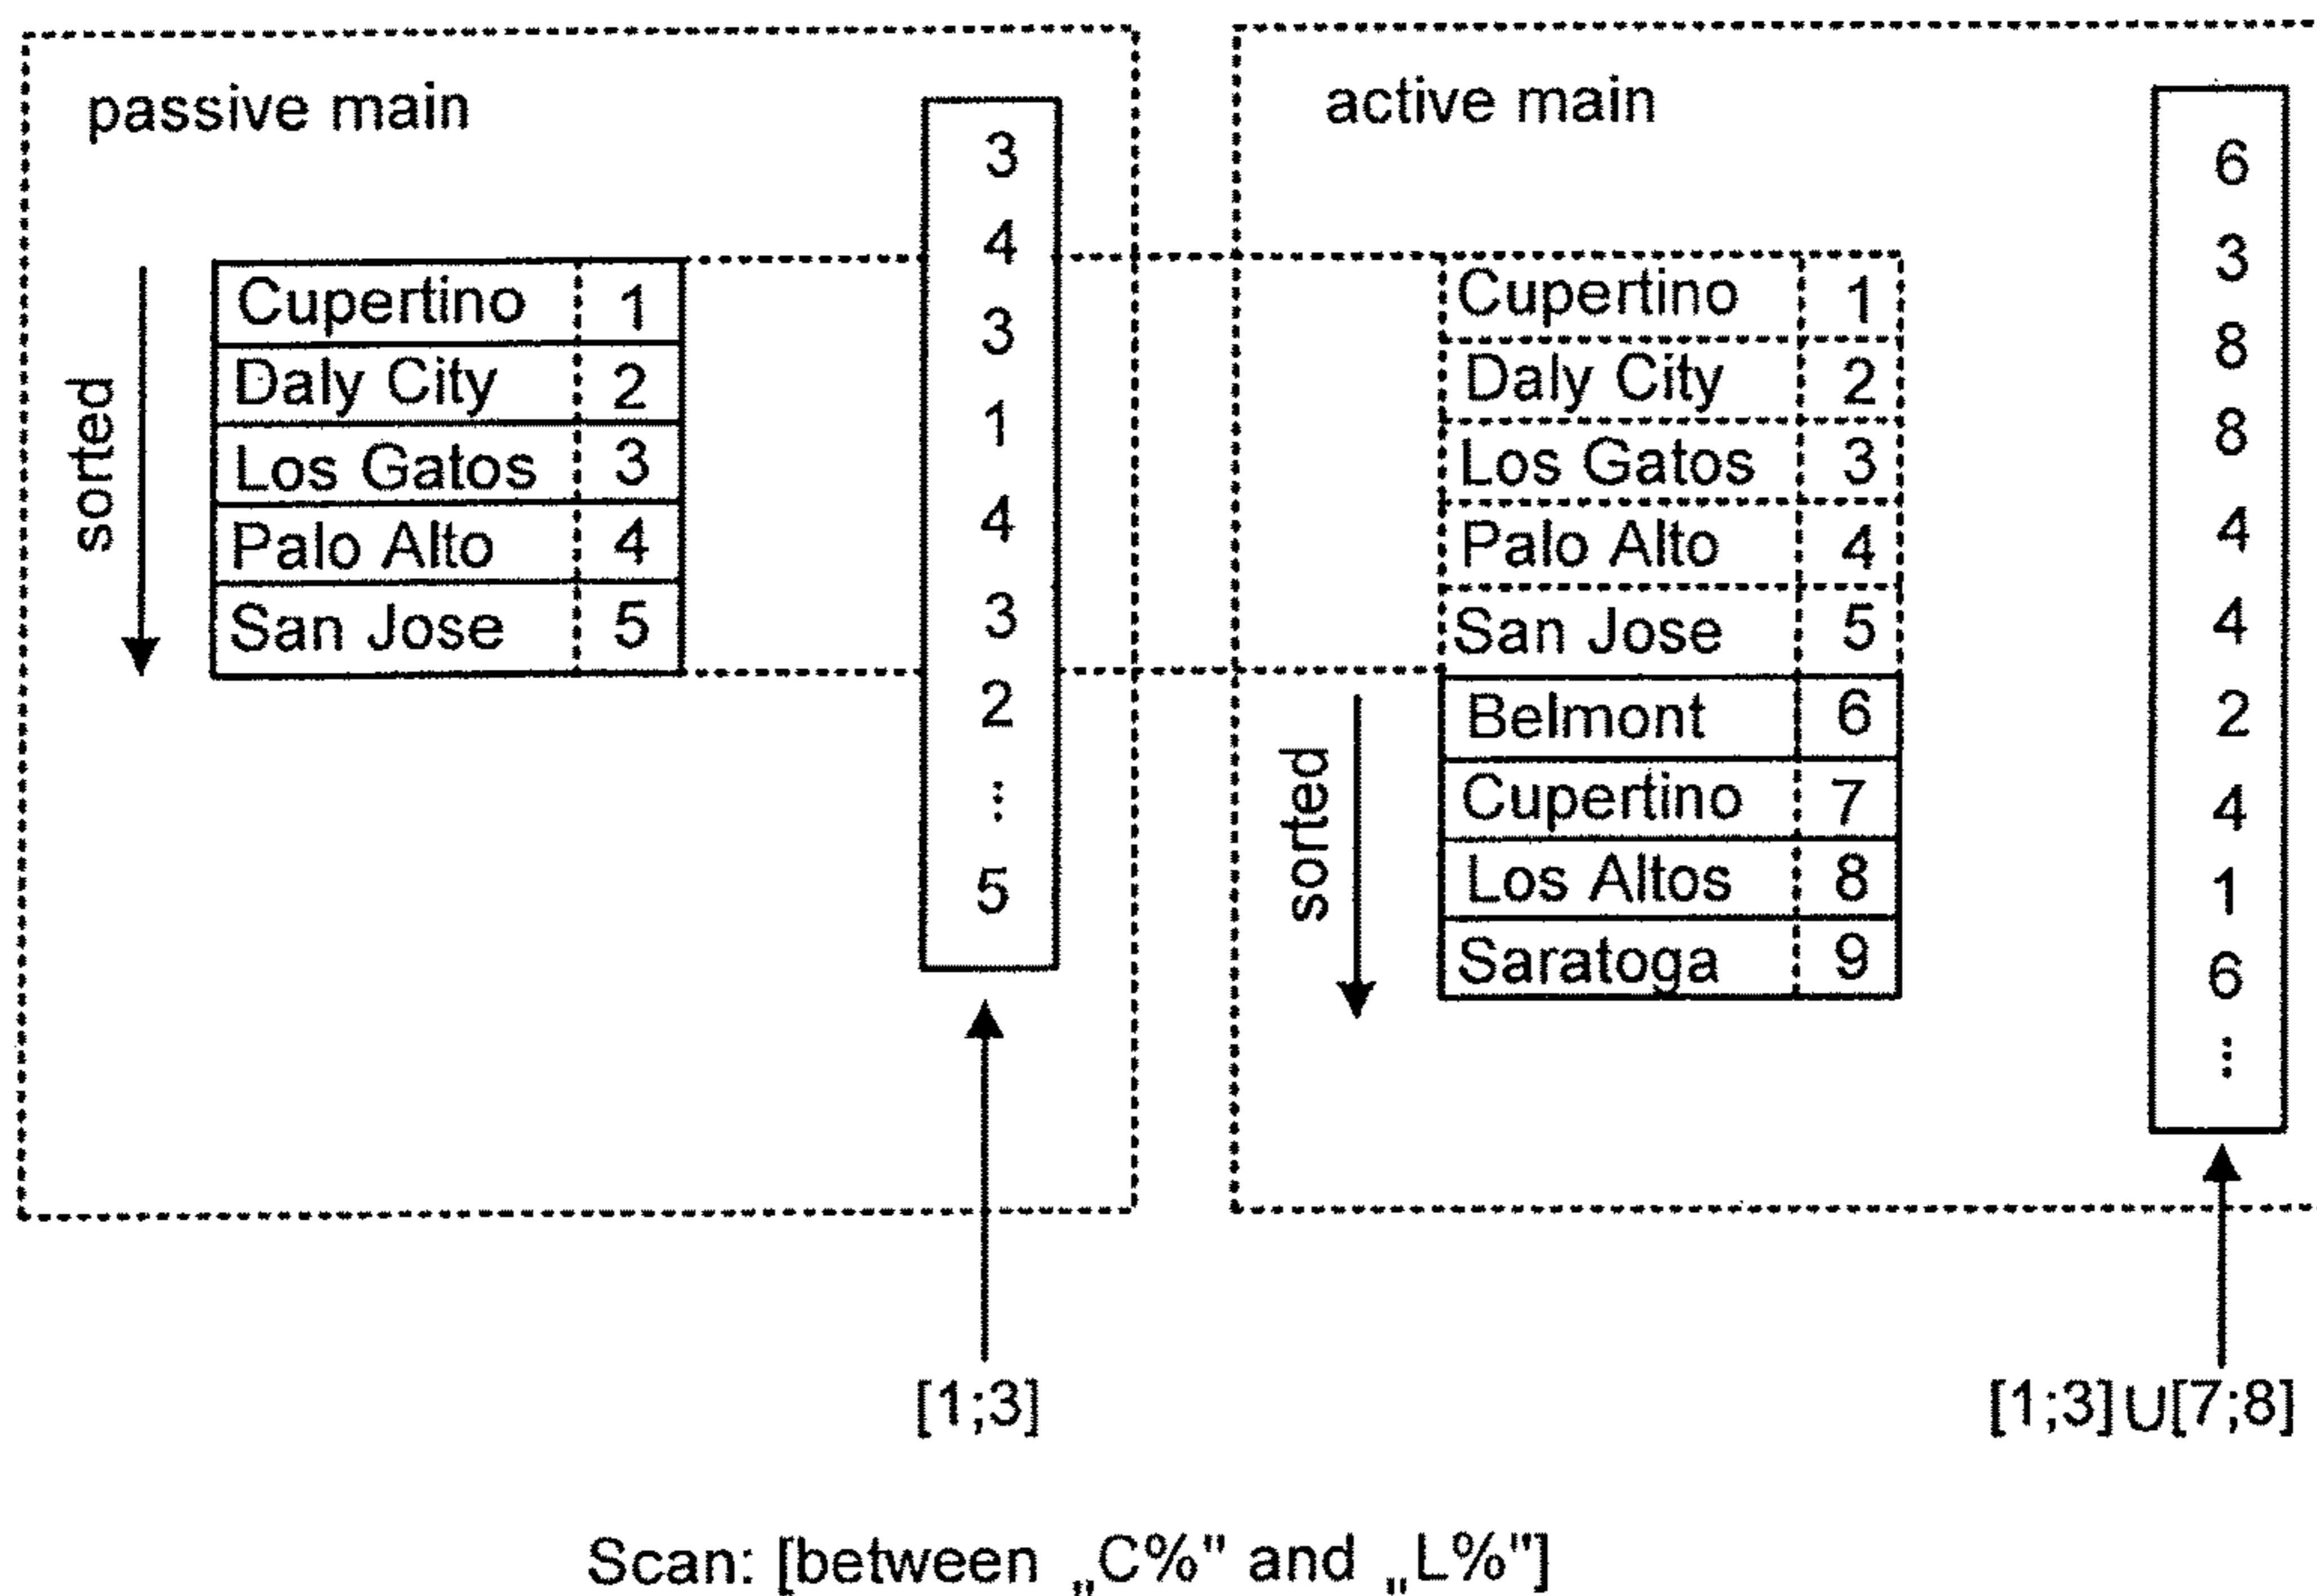 passive main
sorted
Cupertino 1
Daly City 2
Los Gatos 3
Palo Alto 4
San Jose 5
3
4
3
1
4
3
2
⋮
5
[1;3]
active main
Cupertino 1
Daly City 2
Los Gatos 3
Palo Alto 4
San Jose 5
sorted
Belmont 6
Cupertino 7
Los Altos 8
Saratoga 9
6
3
8
8
4
4
2
4
1
6
⋮
[1;3]U[7;8]
Scan: [between „C%" and „L%"]